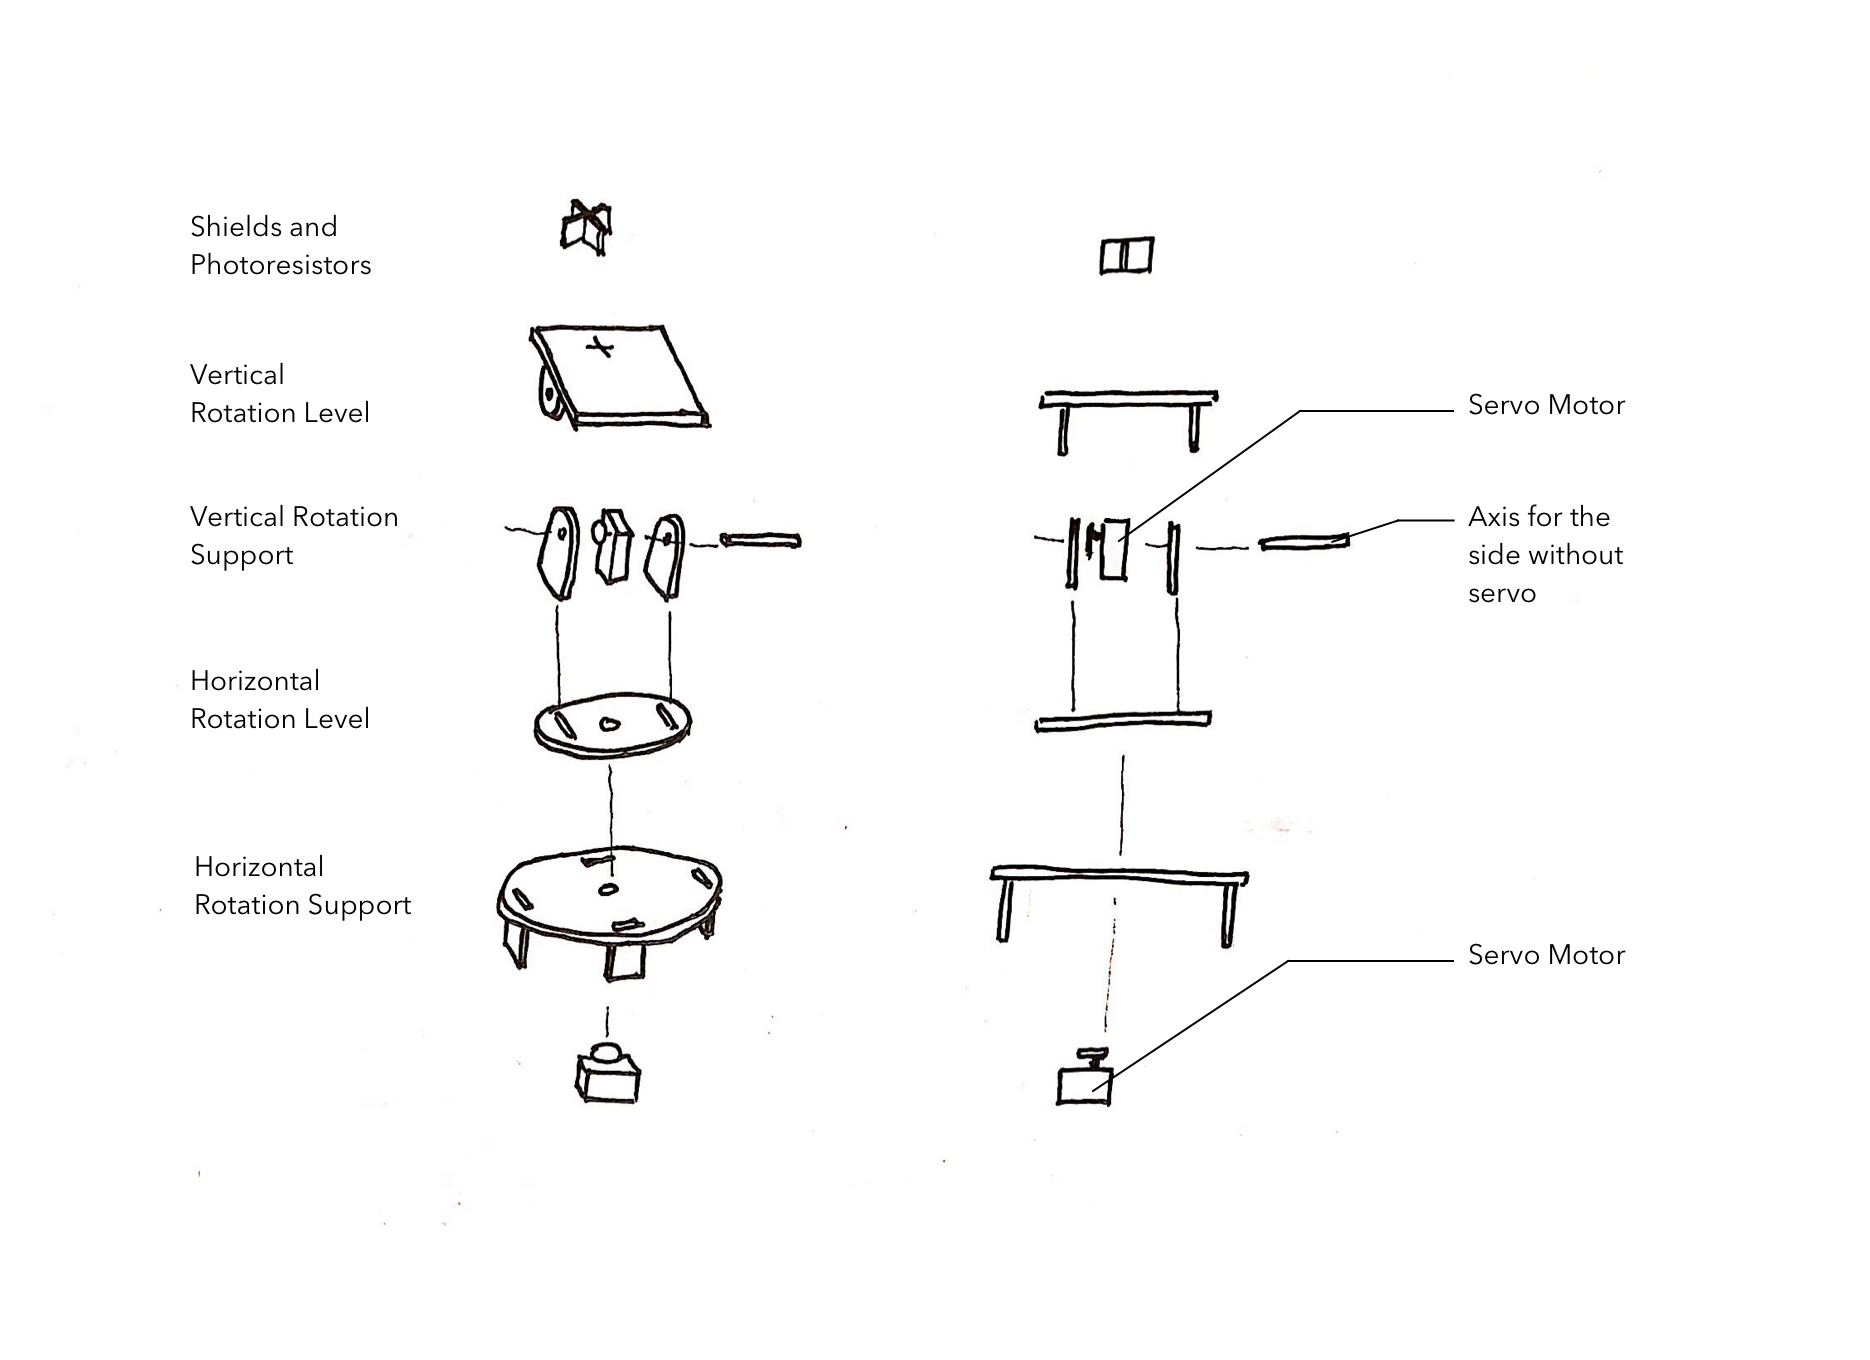 Shields and
Photoresistors
Vertical
Rotation Level
Servo Motor
Vertical Rotation
Support
Axis for the
side without
servo
Horizontal
Rotation Level
Horizontal
Rotation Support
Servo Motor